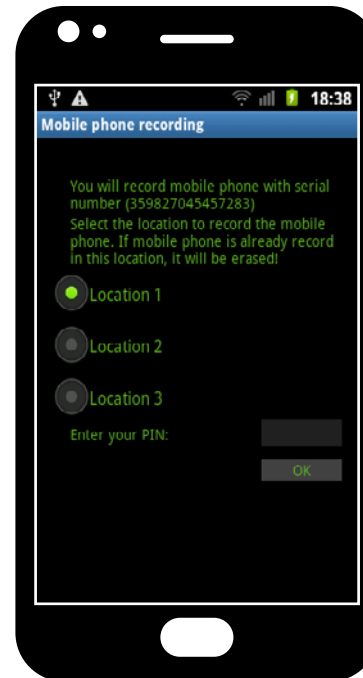 18:38
Mobile phone recording
You will record mobile phone with serial
number (359827045457283)
Select the location to record the mobile
phone. If mobile phone is already record
in this location, it will be erased!
Location 1
Location 2
Location 3
Enter your PIN:
OK